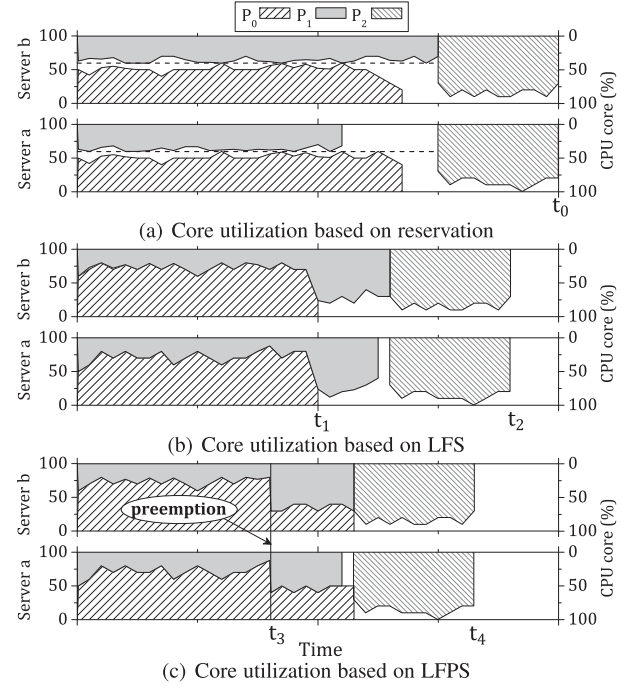 P0 P1 P2
100 0
Server b
50 50
0 100
100 0
Server a
50 50
0 100
CPU core (%)
t0
(a) Core utilization based on reservation
100 0
Server b
50 50
0 100
100 0
Server a
50 50
0 100
CPU core (%)
t1 t2
(b) Core utilization based on LFS
100 0
Server b
50 50
preemption
0 100
100 0
Server a
50 50
0 100
CPU core (%)
t3 Time t4
(c) Core utilization based on LFPS